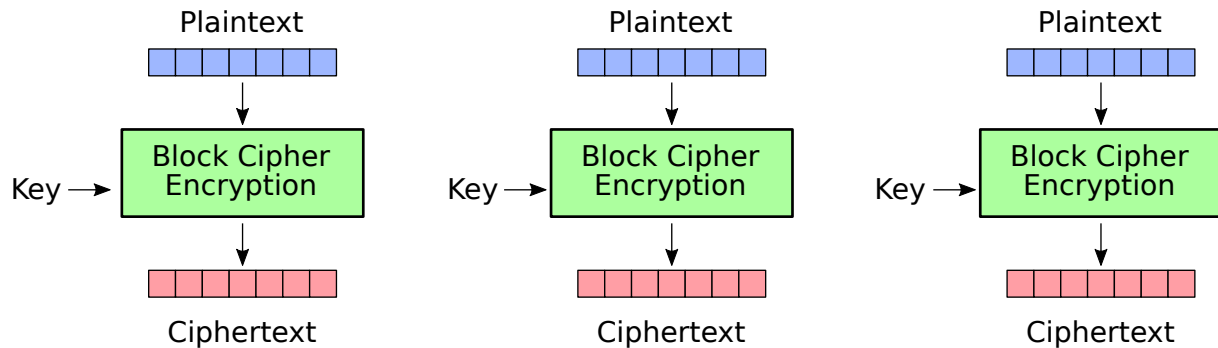 Plaintext
Plaintext
Plaintext
Key
Block Cipher
Encryption
Key
Block Cipher
Encryption
Key
Block Cipher
Encryption
Ciphertext
Ciphertext
Ciphertext